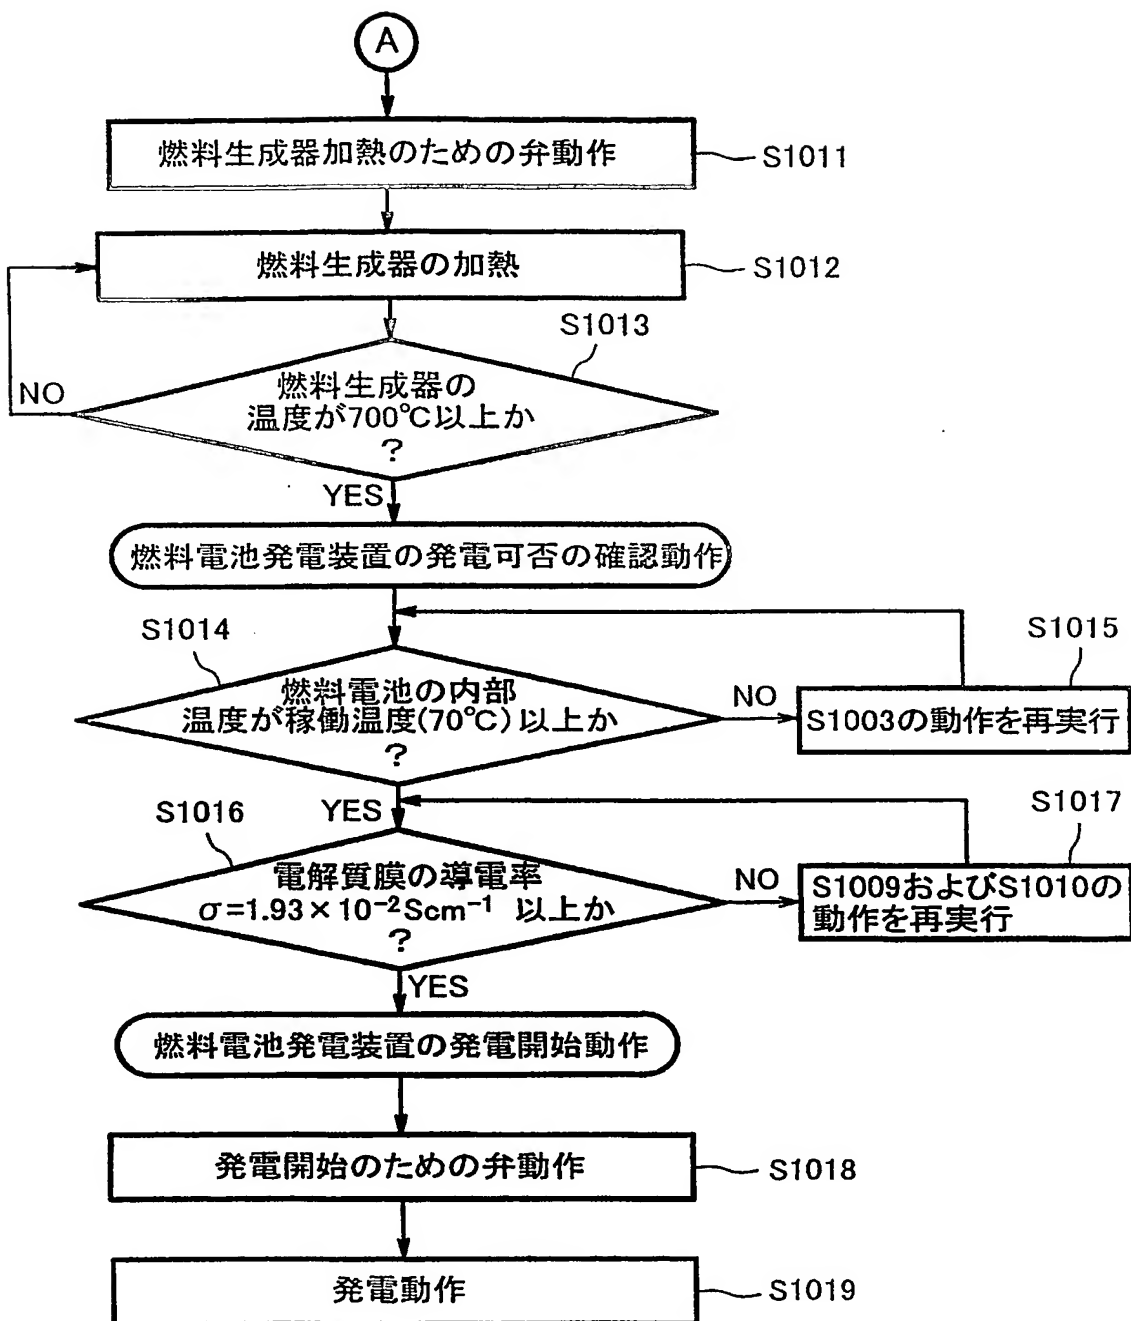 A
燃料生成器加熱のための弁動作
S1011
燃料生成器の加熱
S1012
S1013
燃料生成器の
温度が700℃以上か
?
NO
YES
燃料電池発電装置の発電可否の確認動作
S1014
燃料電池の内部
温度が稼働温度(70℃)以上か
?
NO
S1015
S1003の動作を再実行
YES
S1016
電解質膜の導電率
σ=1.93×10⁻²Scm⁻¹ 以上か
?
NO
S1017
S1009およびS1010の
動作を再実行
YES
燃料電池発電装置の発電開始動作
発電開始のための弁動作
S1018
発電動作
S1019